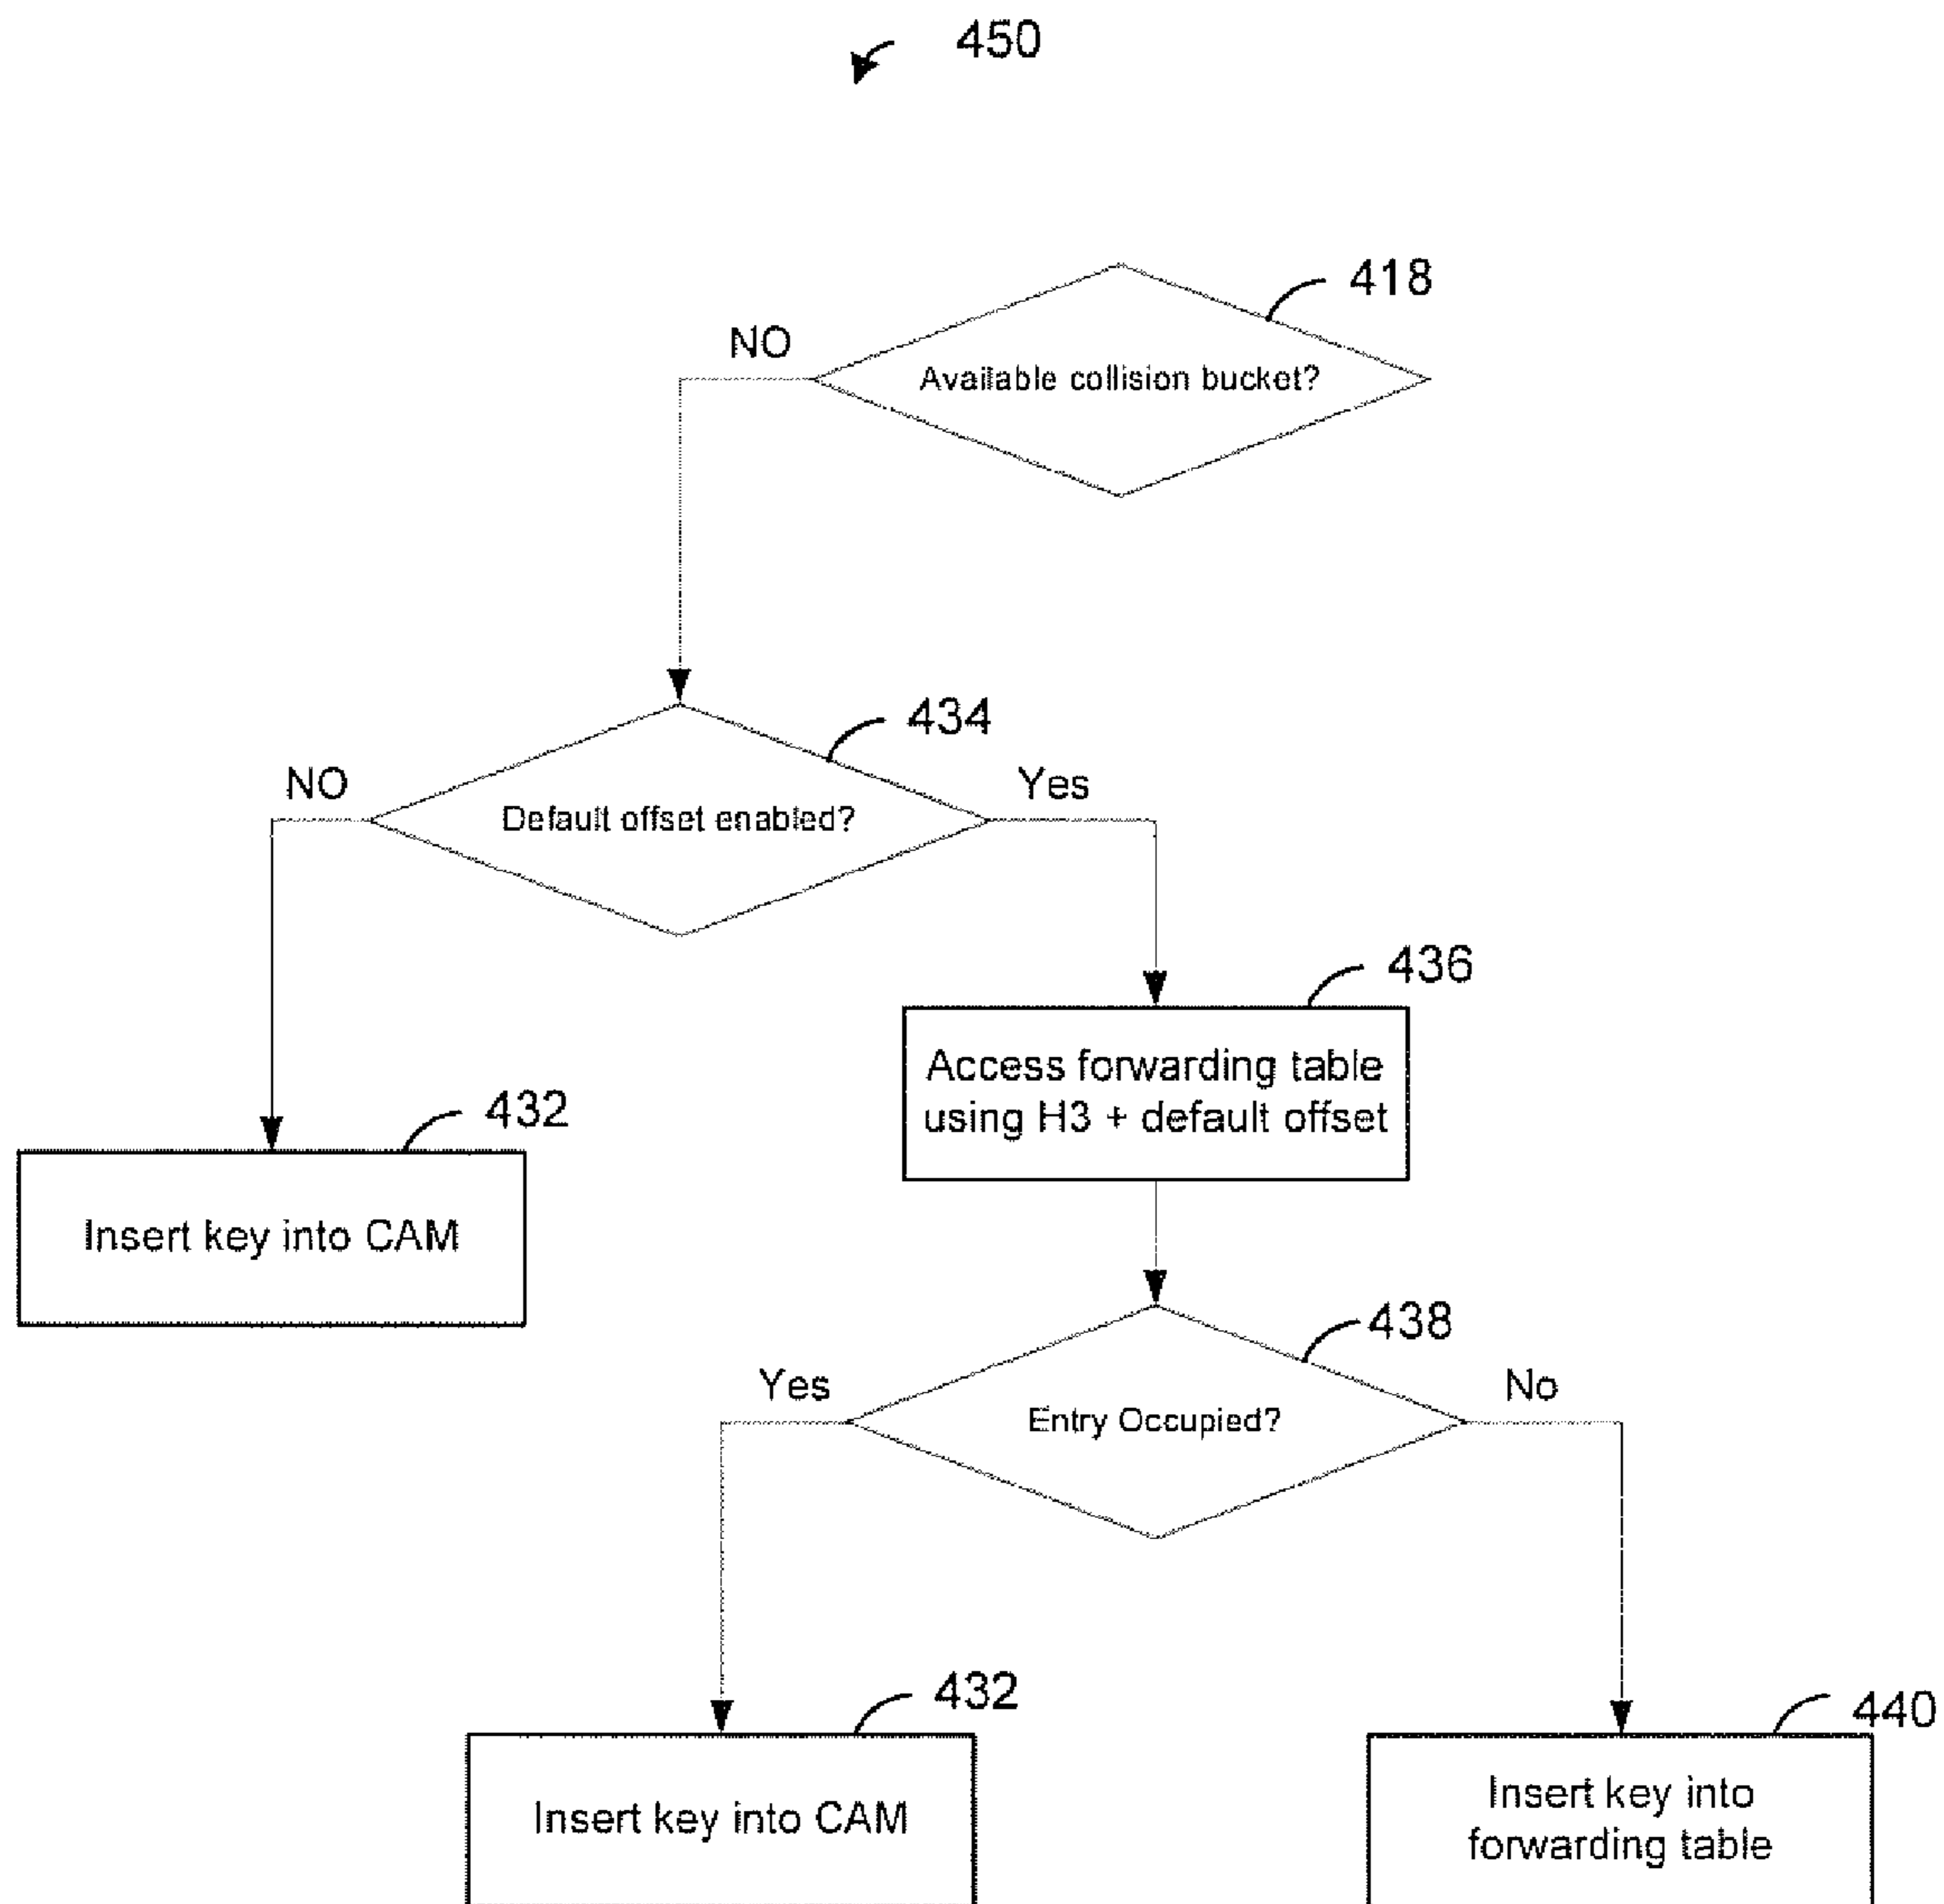 450
418
NO
Available collision bucket?
434
NO
Yes
Default offset enabled?
436
Access forwarding table
using H3 + default offset
432
Insert key into CAM
438
Yes
No
Entry Occupied?
432
Insert key into CAM
440
Insert key into
forwarding table